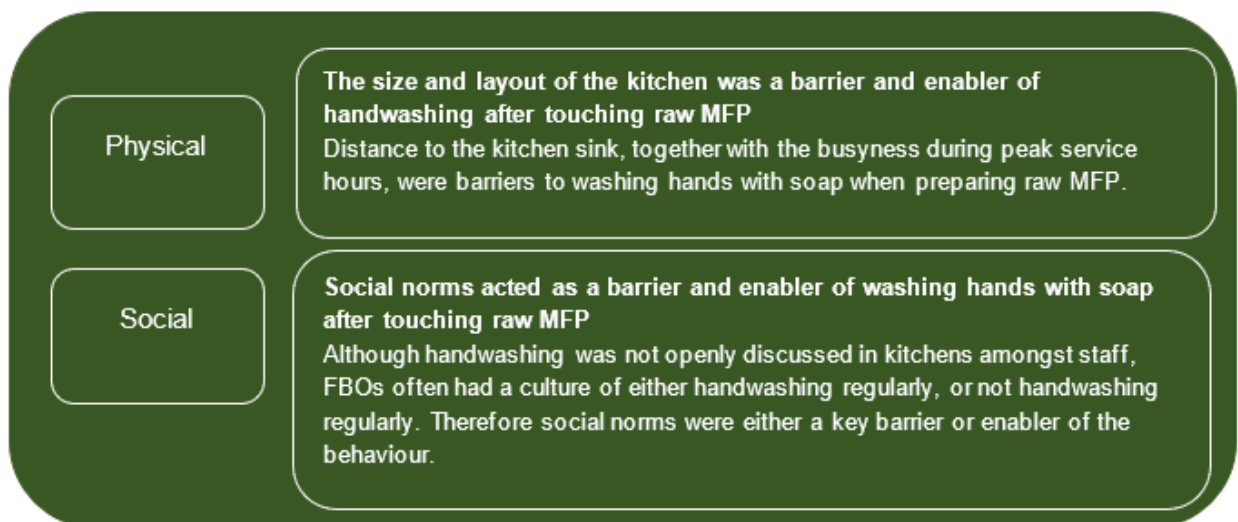 Physical
The size and layout of the kitchen was a barrier and enabler of
handwashing after touching raw MFP
Distance to the kitchen sink, together with the busyness during peak service
hours, were barriers to washing hands with soap when preparing raw MFP.
Social
Social norms acted as a barrier and enabler of washing hands with soap
after touching raw MFP
Although handwashing was not openly discussed in kitchens amongst staff,
FBOs often had a culture of either handwashing regularly, or not handwashing
regularly. Therefore social norms were either a key barrier or enabler of the
behaviour.